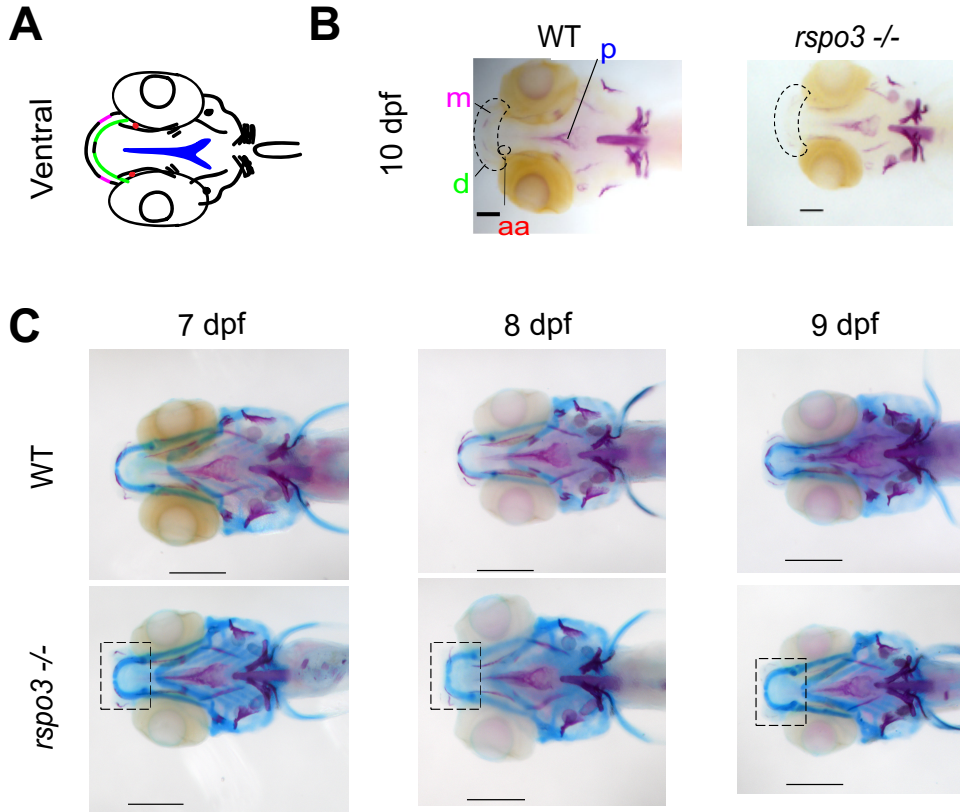 A
B
WT
rspo3 -/-
Ventral
10 dpf
m
p
d
aa
C
7 dpf
8 dpf
9 dpf
WT
rspo3 -/-